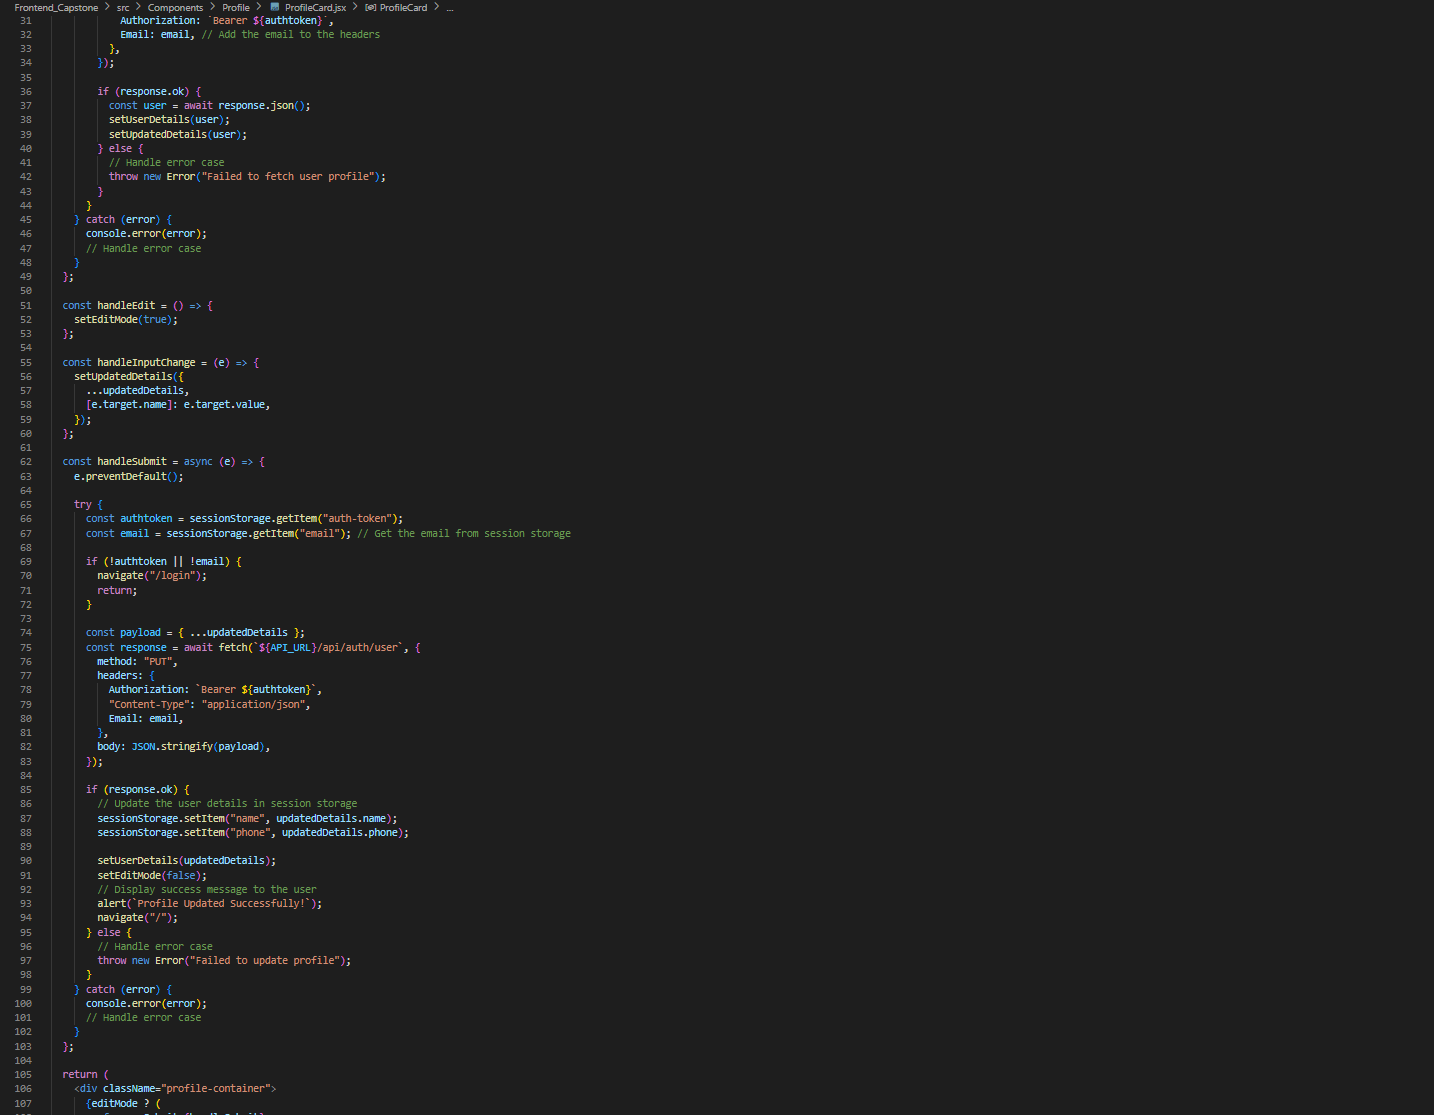 Frontend_Capstone > src > Components > Profile > ProfileCard.jsx > ProfileCard > ...
31 Authorization: `Bearer ${authtoken}`,
32 Email: email, // Add the email to the headers
33 },
34 });
35
36 if (response.ok) {
37 const user = await response.json();
38 setUserDetails(user);
39 setUpdatedDetails(user);
40 } else {
41 // Handle error case
42 throw new Error("Failed to fetch user profile");
43 }
44 }
45 } catch (error) {
46 console.error(error);
47 // Handle error case
48 }
49 };
50
51 const handleEdit = () => {
52 setEditMode(true);
53 };
54
55 const handleInputChange = (e) => {
56 setUpdatedDetails({
57 ...updatedDetails,
58 [e.target.name]: e.target.value,
59 });
60 };
61
62 const handleSubmit = async (e) => {
63 e.preventDefault();
64
65 try {
66 const authtoken = sessionStorage.getItem("auth-token");
67 const email = sessionStorage.getItem("email"); // Get the email from session storage
68
69 if (!authtoken || !email) {
70 navigate("/login");
71 return;
72 }
73
74 const payload = { ...updatedDetails };
75 const response = await fetch(`${API_URL}/api/auth/user`, {
76 method: "PUT",
77 headers: {
78 Authorization: `Bearer ${authtoken}`,
79 "Content-Type": "application/json",
80 Email: email,
81 },
82 body: JSON.stringify(payload),
83 });
84
85 if (response.ok) {
86 // Update the user details in session storage
87 sessionStorage.setItem("name", updatedDetails.name);
88 sessionStorage.setItem("phone", updatedDetails.phone);
89
90 setUserDetails(updatedDetails);
91 setEditMode(false);
92 // Display success message to the user
93 alert(`Profile Updated Successfully!`);
94 navigate("/");
95 } else {
96 // Handle error case
97 throw new Error("Failed to update profile");
98 }
99 } catch (error) {
100 console.error(error);
101 // Handle error case
102 }
103 };
104
105 return (
106 <div className="profile-container">
107 {editMode ? (